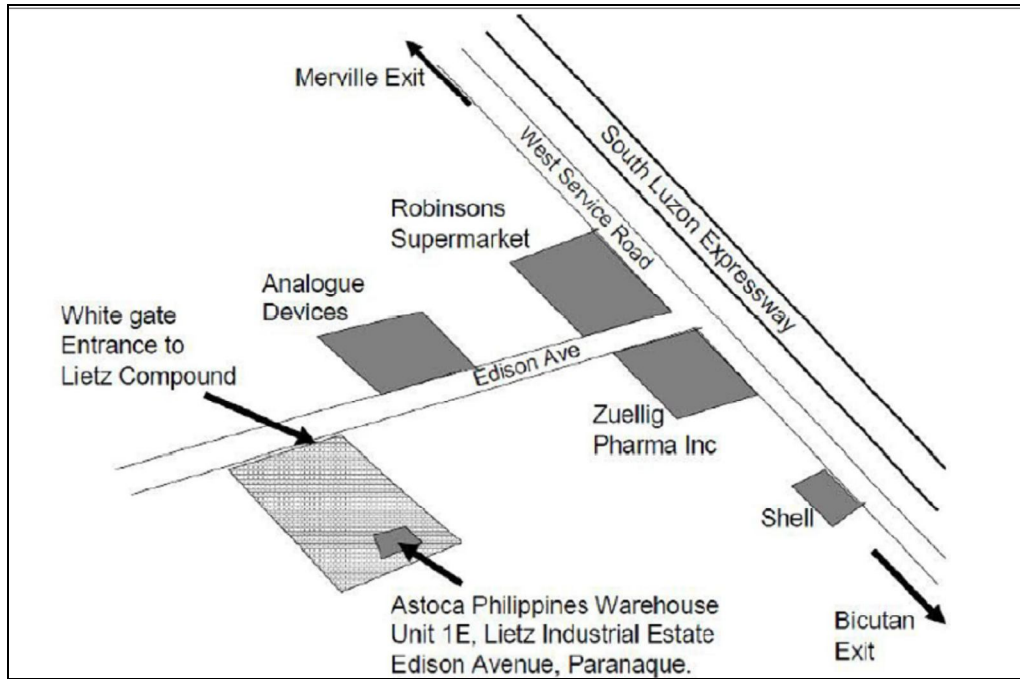 Merville Exit
West Service Road
South Luzon Expressway
Robinsons
Supermarket
Analogue
Devices
White gate
Entrance to
Lietz Compound
Edison Ave
Zuellig
Pharma Inc
Shell
Astoca Philippines Warehouse
Unit 1E, Lietz Industrial Estate
Edison Avenue, Paranaque.
Bicutan
Exit